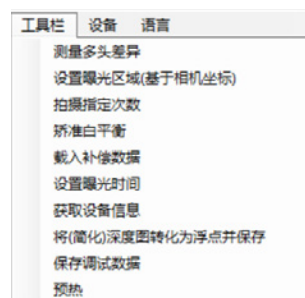 工具栏 设备 语言
测量多头差异
设置曝光区域(基于相机坐标)
拍摄指定次数
矫准白平衡
载入补偿数据
设置曝光时间
获取设备信息
将(简化)深度图转化为浮点并保存
保存调试数据
预热